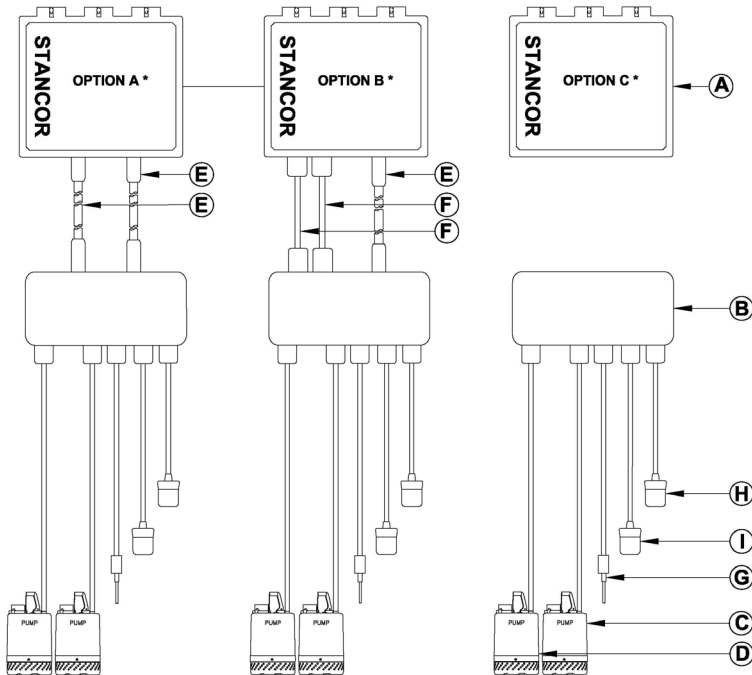 STANCOR
OPTION A *
STANCOR
OPTION B *
STANCOR
OPTION C *
A
E
E
E
F
F
B
H
I
G
C
D
PUMP
PUMP
PUMP
PUMP
PUMP
PUMP